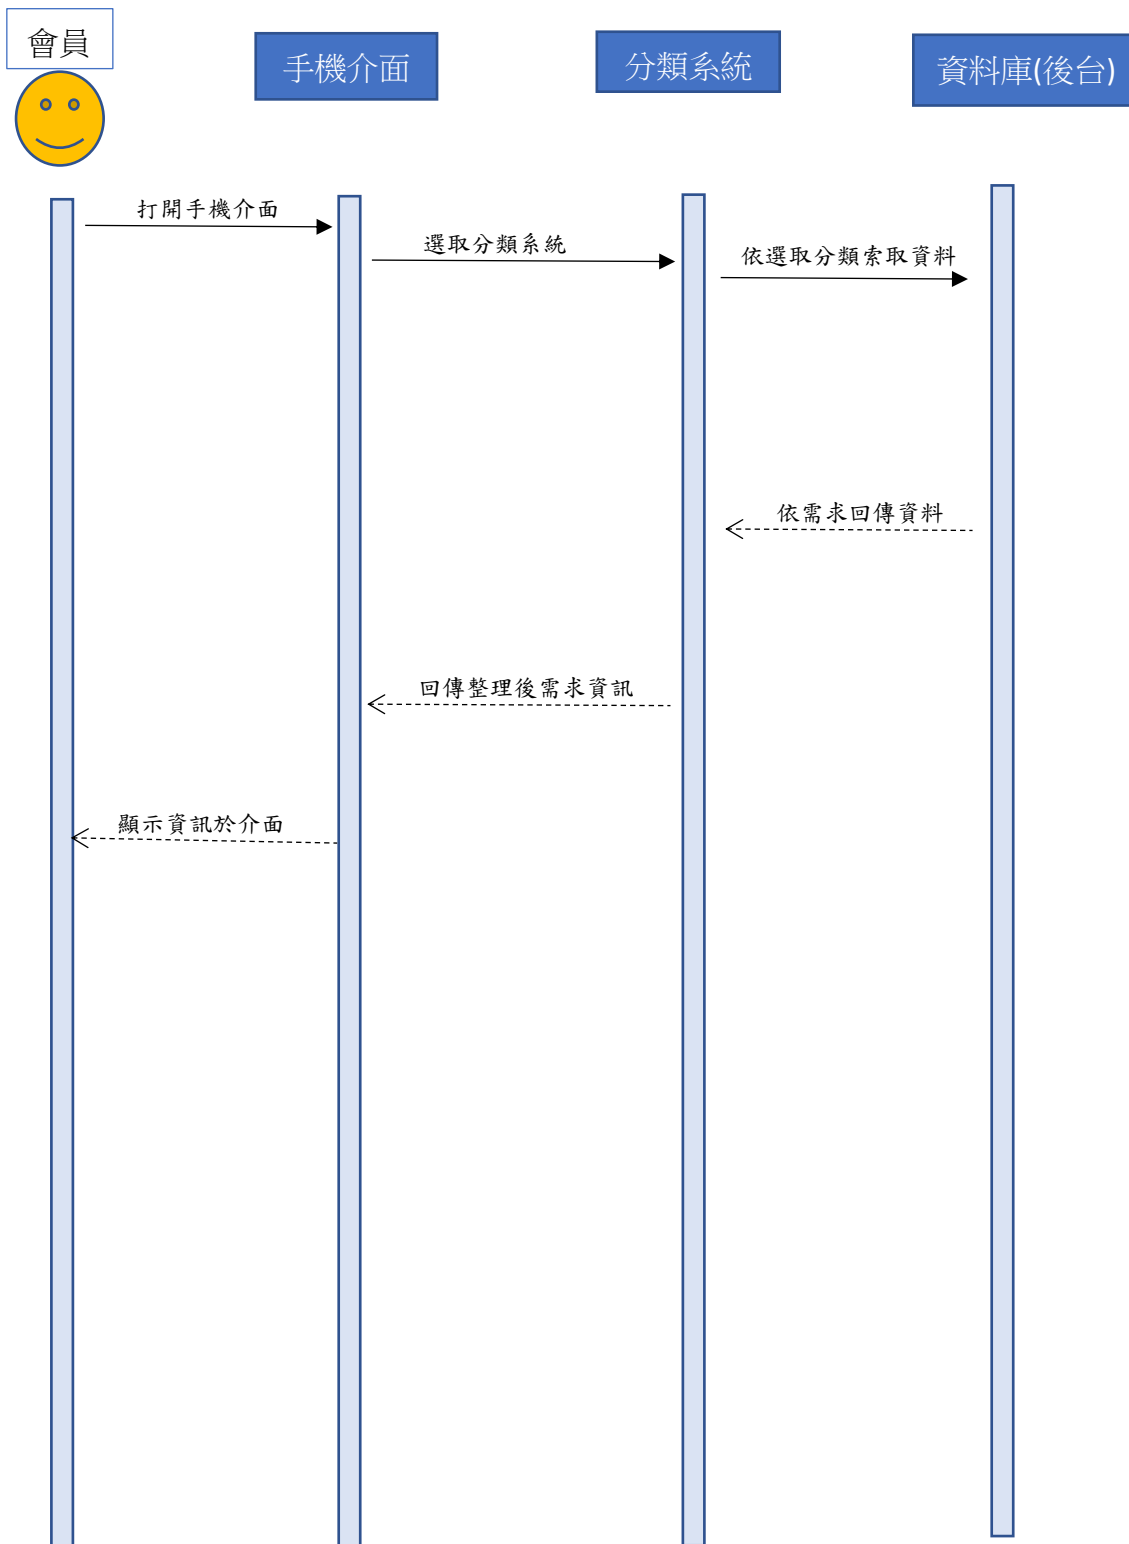 會員
手機介面
分類系統
資料庫(後台)
打開手機介面
選取分類系統
依選取分類索取資料
依需求回傳資料
回傳整理後需求資訊
顯示資訊於介面